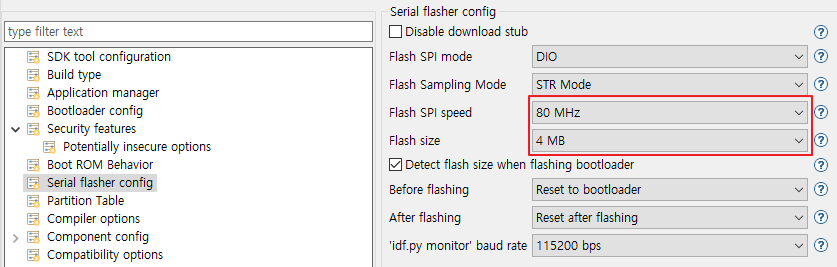 type filter text
SDK tool configuration
Build type
Application manager
Bootloader config
Security features
Potentially insecure options
Boot ROM Behavior
Serial flasher config
Partition Table
Compiler options
Component config
Compatibility options
Serial flasher config
Disable download stub ?
Flash SPI mode DIO ?
Flash Sampling Mode STR Mode ?
Flash SPI speed 80 MHz ?
Flash size 4 MB ?
Detect flash size when flashing bootloader ?
Before flashing Reset to bootloader ?
After flashing Reset after flashing ?
'idf.py monitor' baud rate 115200 bps ?